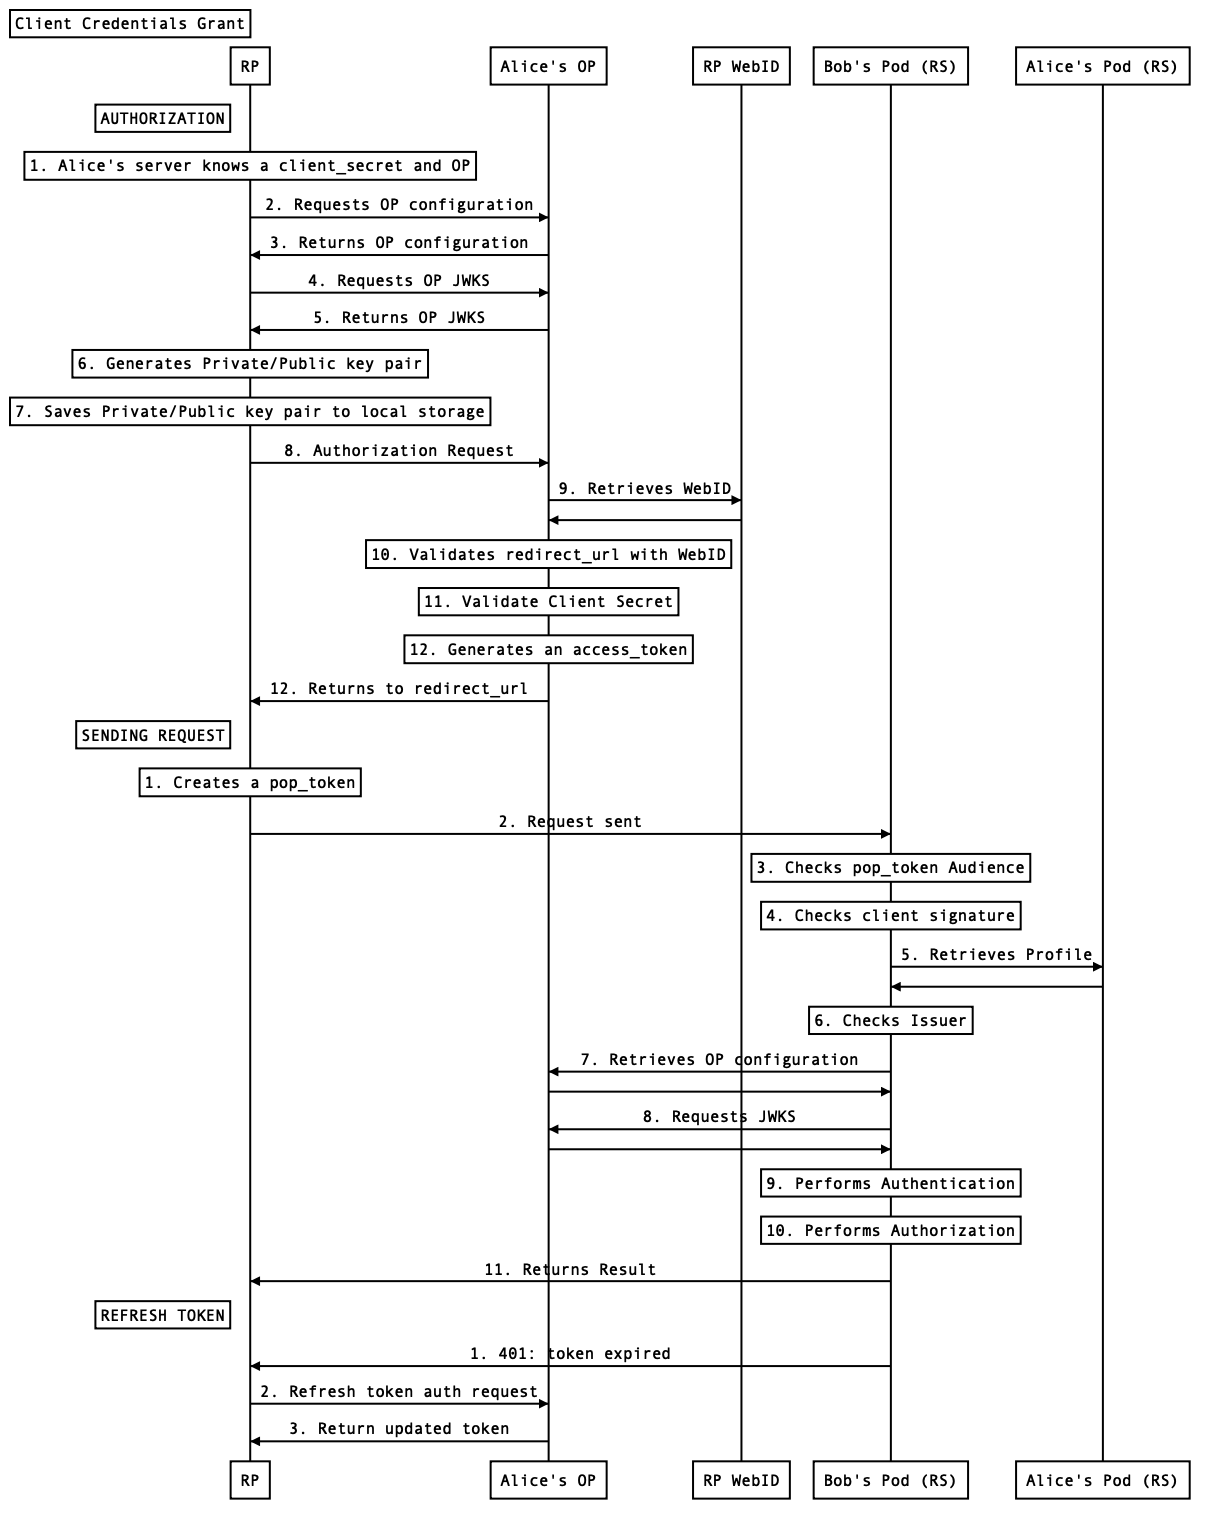 Client Credentials Grant
RP
Alice's OP
RP WebID
Bob's Pod (RS)
Alice's Pod (RS)
AUTHORIZATION
1. Alice's server knows a client_secret and OP
2. Requests OP configuration
3. Returns OP configuration
4. Requests OP JWKS
5. Returns OP JWKS
6. Generates Private/Public key pair
7. Saves Private/Public key pair to local storage
8. Authorization Request
9. Retrieves WebID
10. Validates redirect_url with WebID
11. Validate Client Secret
12. Generates an access_token
12. Returns to redirect_url
SENDING REQUEST
1. Creates a pop_token
2. Request sent
3. Checks pop_token Audience
4. Checks client signature
5. Retrieves Profile
6. Checks Issuer
7. Retrieves OP configuration
8. Requests JWKS
9. Performs Authentication
10. Performs Authorization
11. Returns Result
REFRESH TOKEN
1. 401: token expired
2. Refresh token auth request
3. Return updated token
RP
Alice's OP
RP WebID
Bob's Pod (RS)
Alice's Pod (RS)